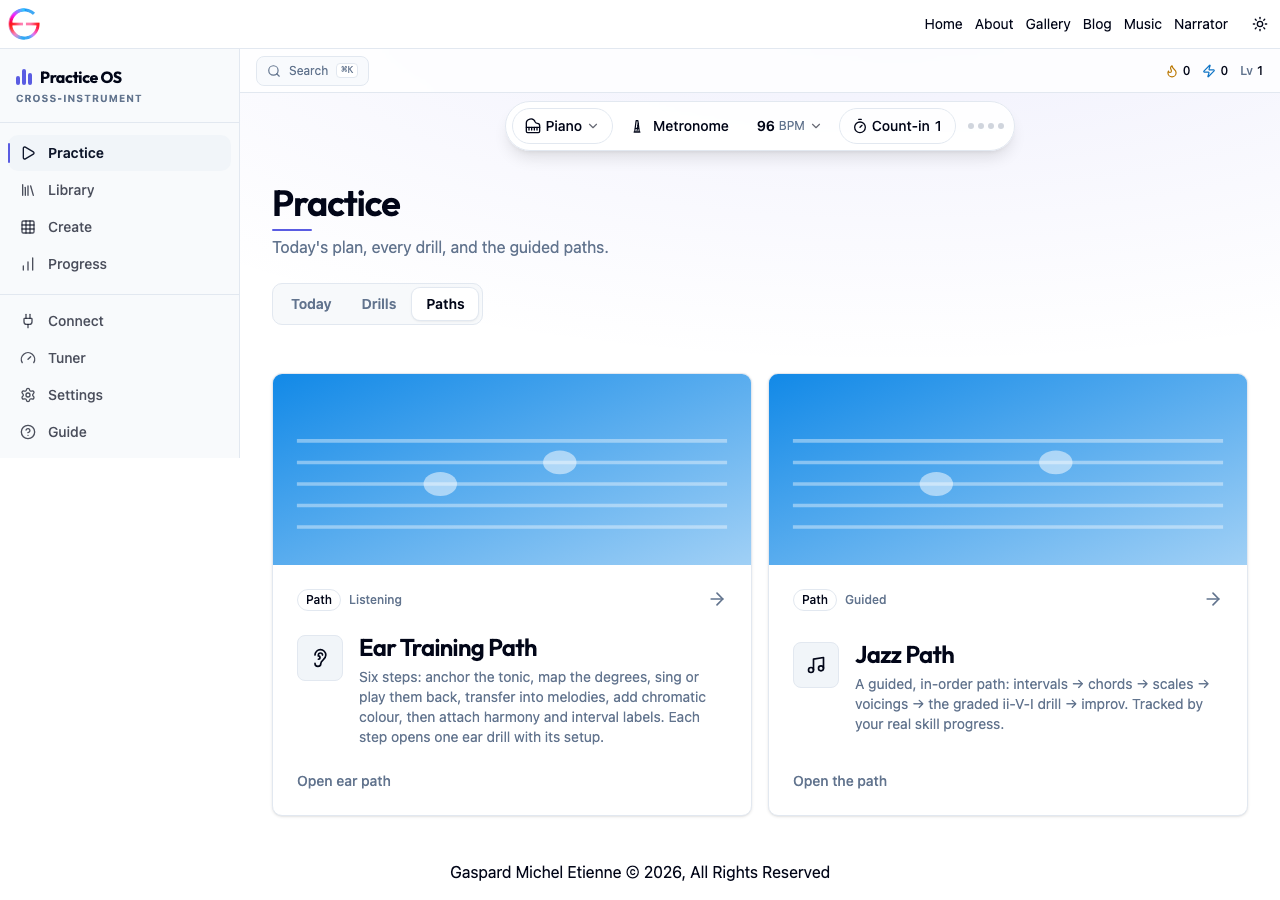 Home About Gallery Blog Music Narrator
Practice OS
CROSS-INSTRUMENT
Search ⌘K
0 0 Lv 1
Piano Metronome 96 BPM Count-in 1
Practice
Library
Create
Progress
Connect
Tuner
Settings
Guide
Practice
Today's plan, every drill, and the guided paths.
Today Drills Paths
Path Listening
Ear Training Path
Six steps: anchor the tonic, map the degrees, sing or
play them back, transfer into melodies, add chromatic
colour, then attach harmony and interval labels. Each
step opens one ear drill with its setup.
Open ear path
Path Guided
Jazz Path
A guided, in-order path: intervals → chords → scales →
voicings → the graded ii-V-I drill → improv. Tracked by
your real skill progress.
Open the path
Gaspard Michel Etienne © 2026, All Rights Reserved